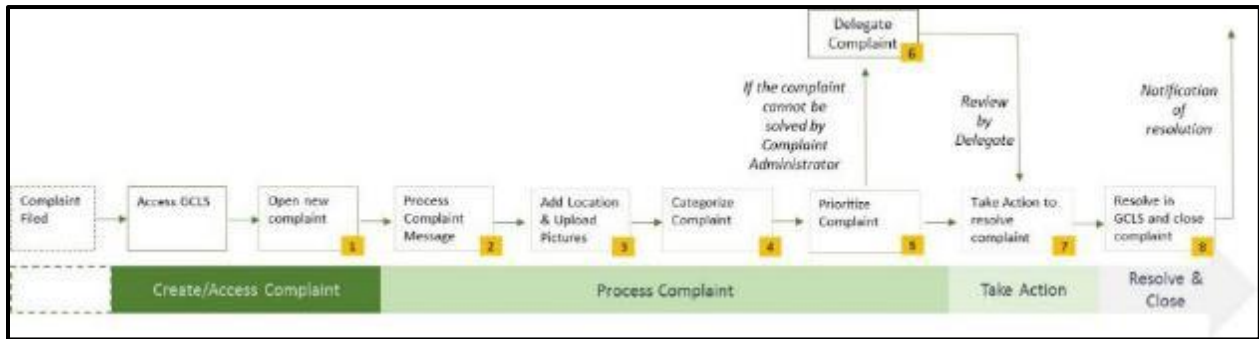 Delegate
Complaint
6
If the complaint
cannot be
solved by
Complaint
Administrator
Review
by
Delegate
Notification
of
resolution
Complaint
Filed
Access GCLS
Open new
complaint
1
Process
Complaint
Message
2
Add Location
& Upload
Pictures
3
Categorize
Complaint
4
Prioritize
Complaint
5
Take Action to
resolve
complaint
7
Resolve in
GCLS and close
complaint
8
Create/Access Complaint
Process Complaint
Take Action
Resolve &
Close